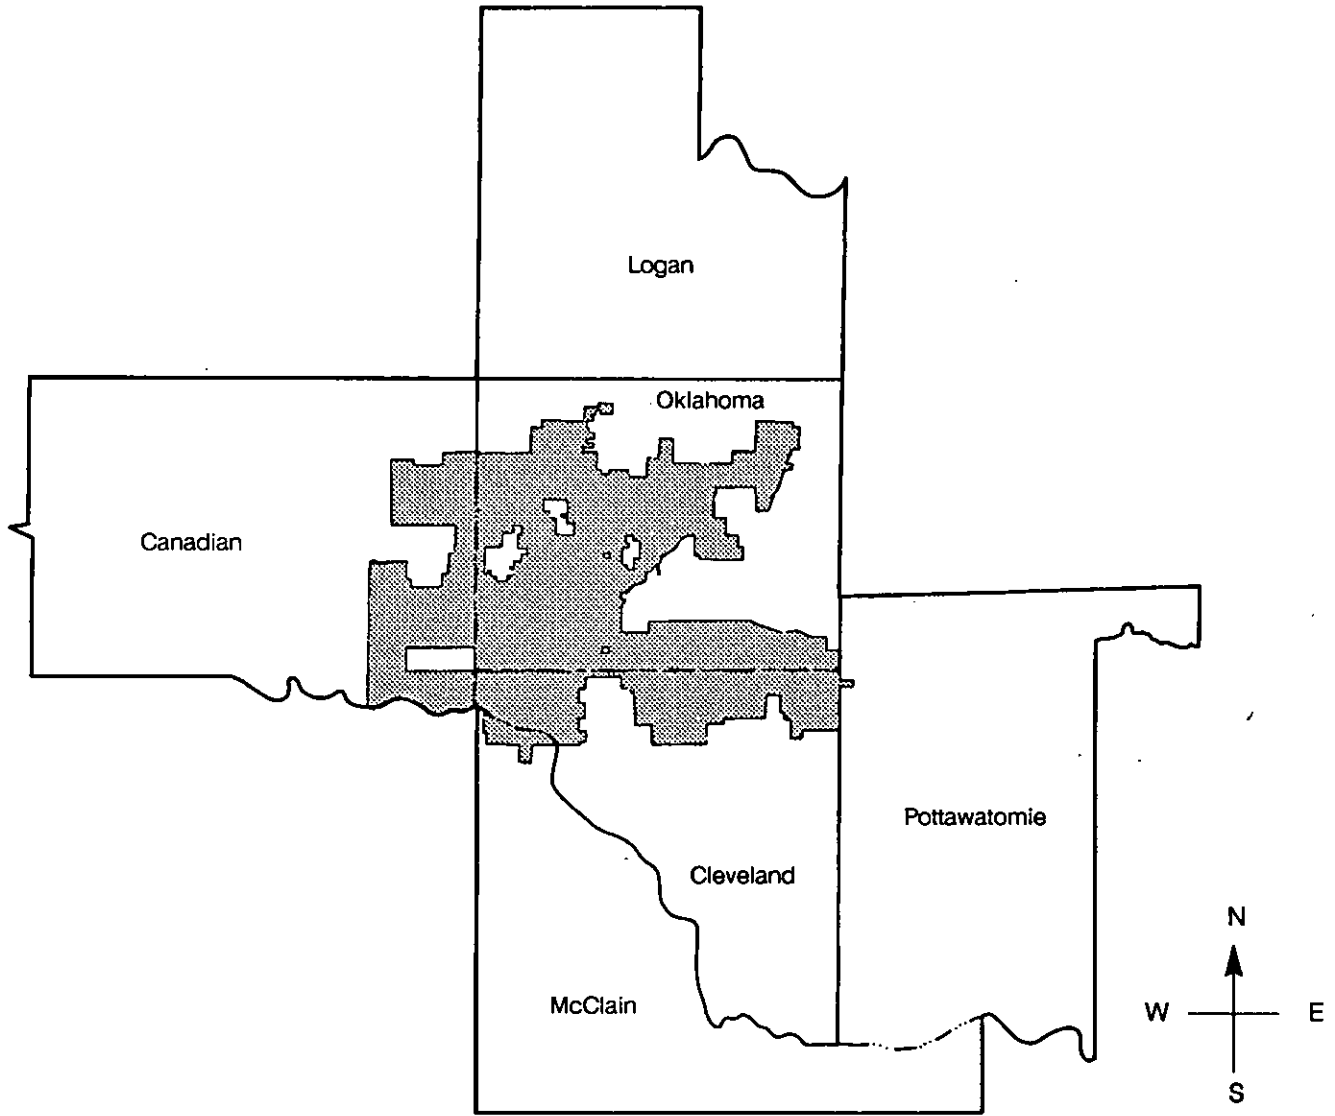 Logan
Oklahoma
Canadian
Pottawatomie
Cleveland
McClain
N
W
E
S